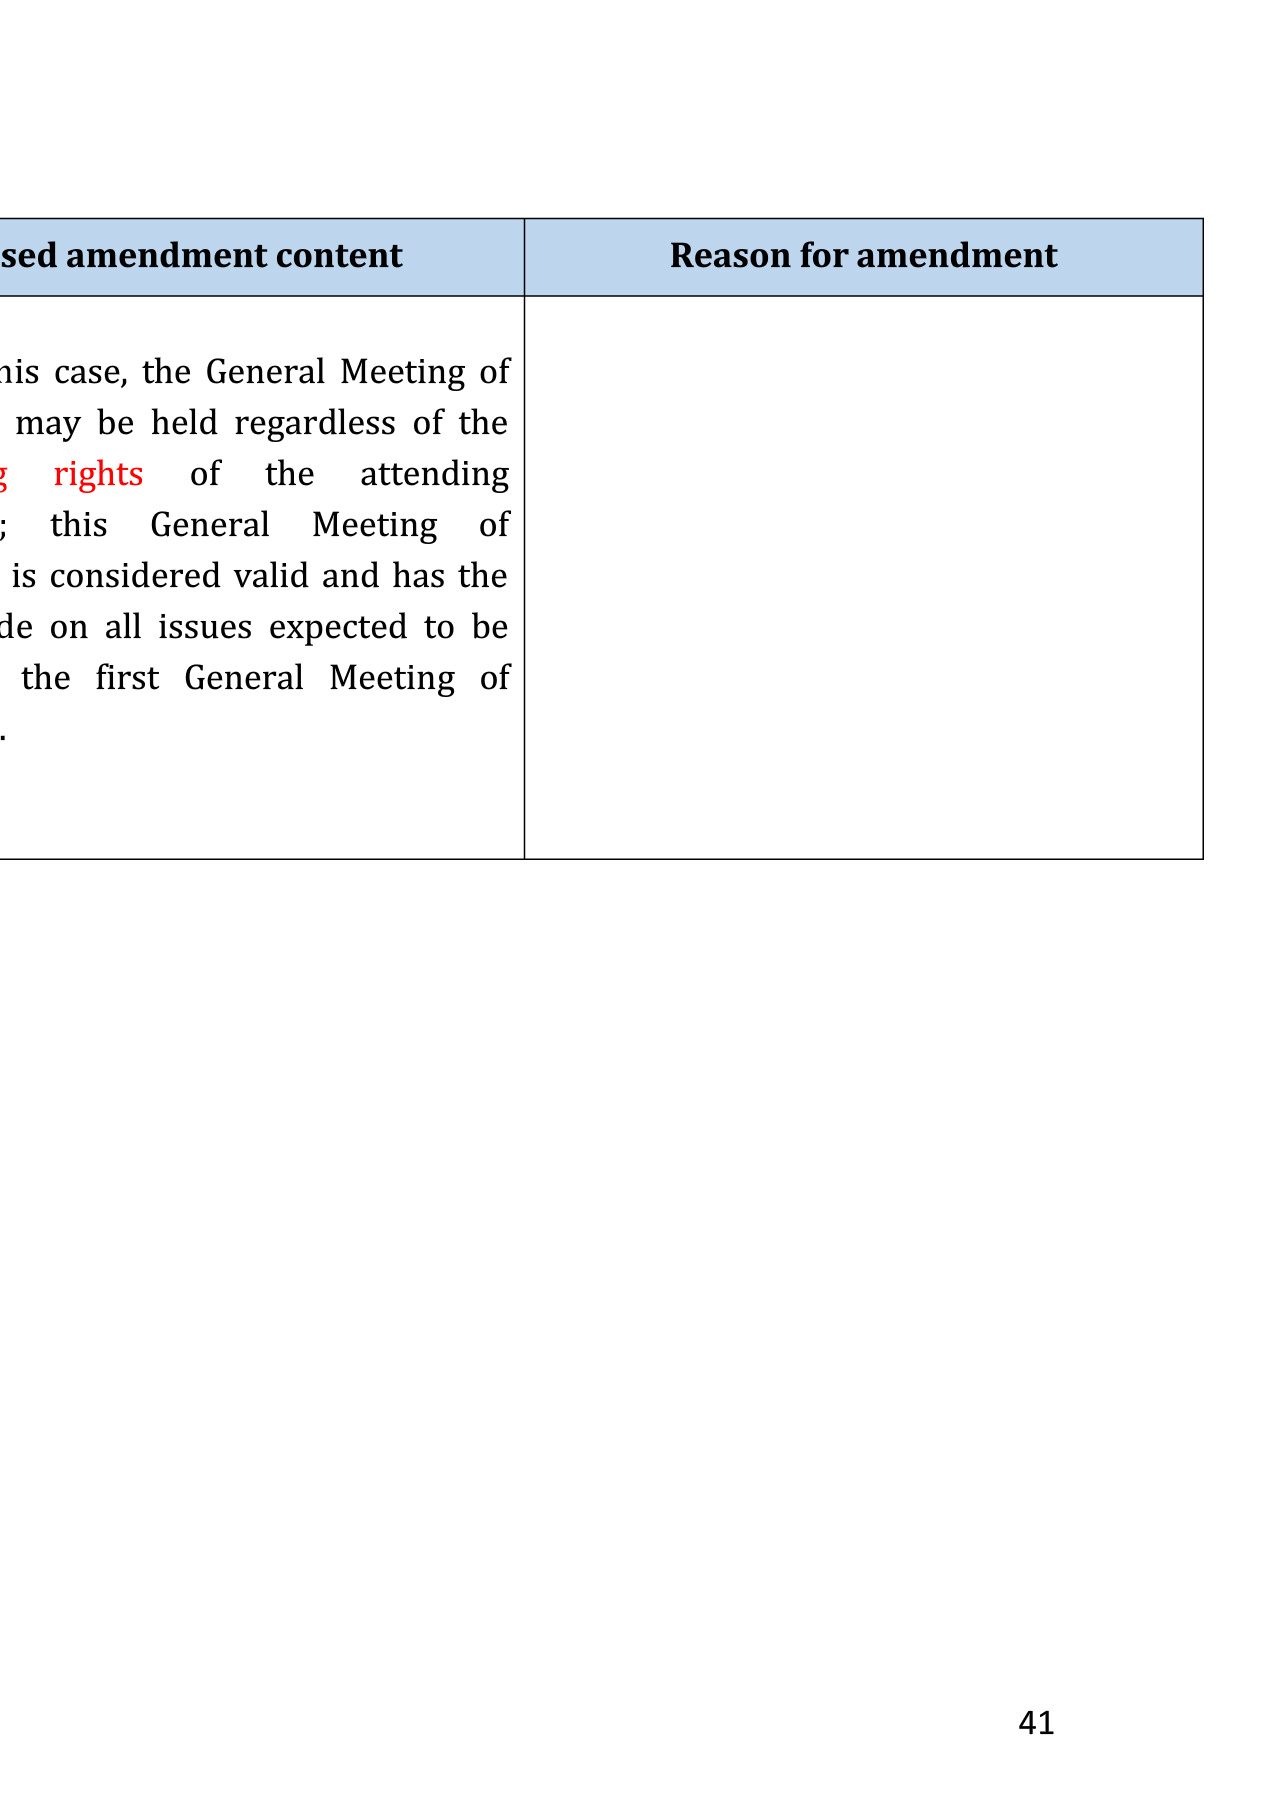 sed amendment content Reason for amendment
his case, the General Meeting of
may be held regardless of the
g rights of the attending
; this General Meeting of
is considered valid and has the
de on all issues expected to be
the first General Meeting of
.
41